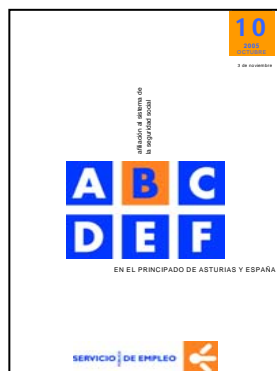 10
2005
OCTUBRE
3 de noviembre
afiliación al sistema de
la seguridad social
A B C
D E F
EN EL PRINCIPADO DE ASTURIAS Y ESPAÑA
SERVICIO DE EMPLEO